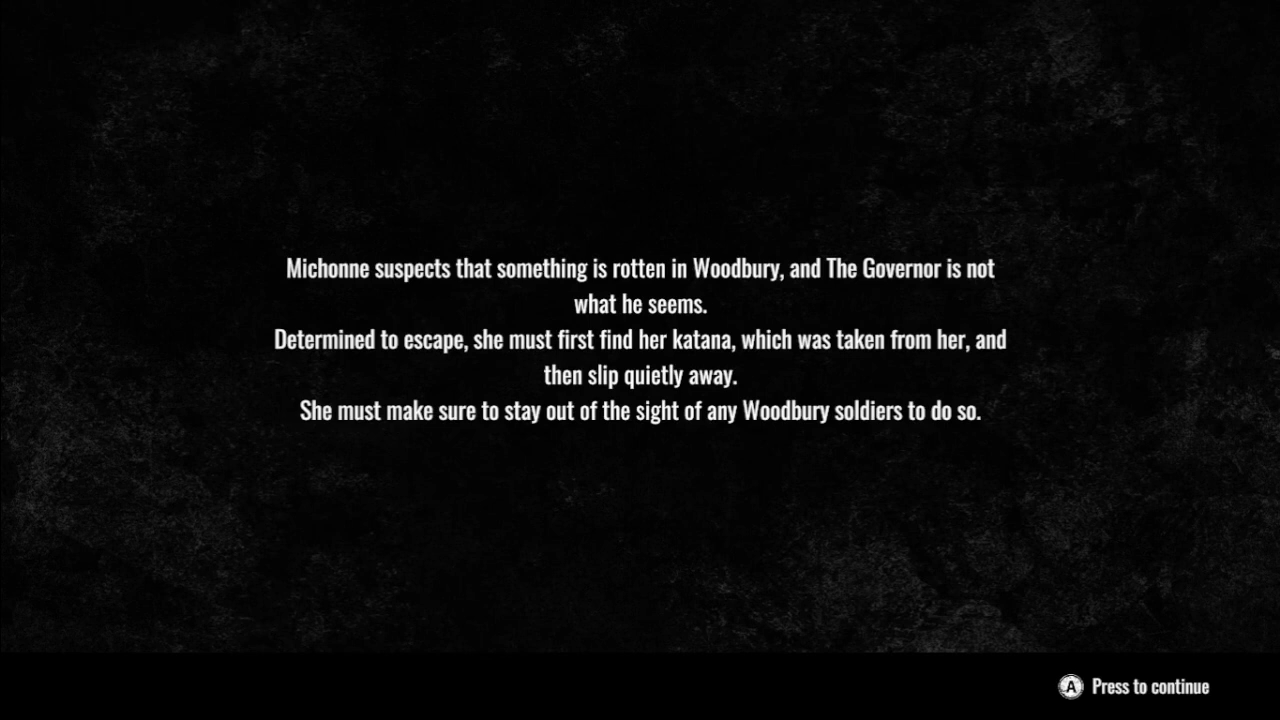 Michonne suspects that something is rotten in Woodbury, and The Governor is not
what he seems.
Determined to escape, she must first find her katana, which was taken from her, and
then slip quietly away.
She must make sure to stay out of the sight of any Woodbury soldiers to do so.
A Press to continue